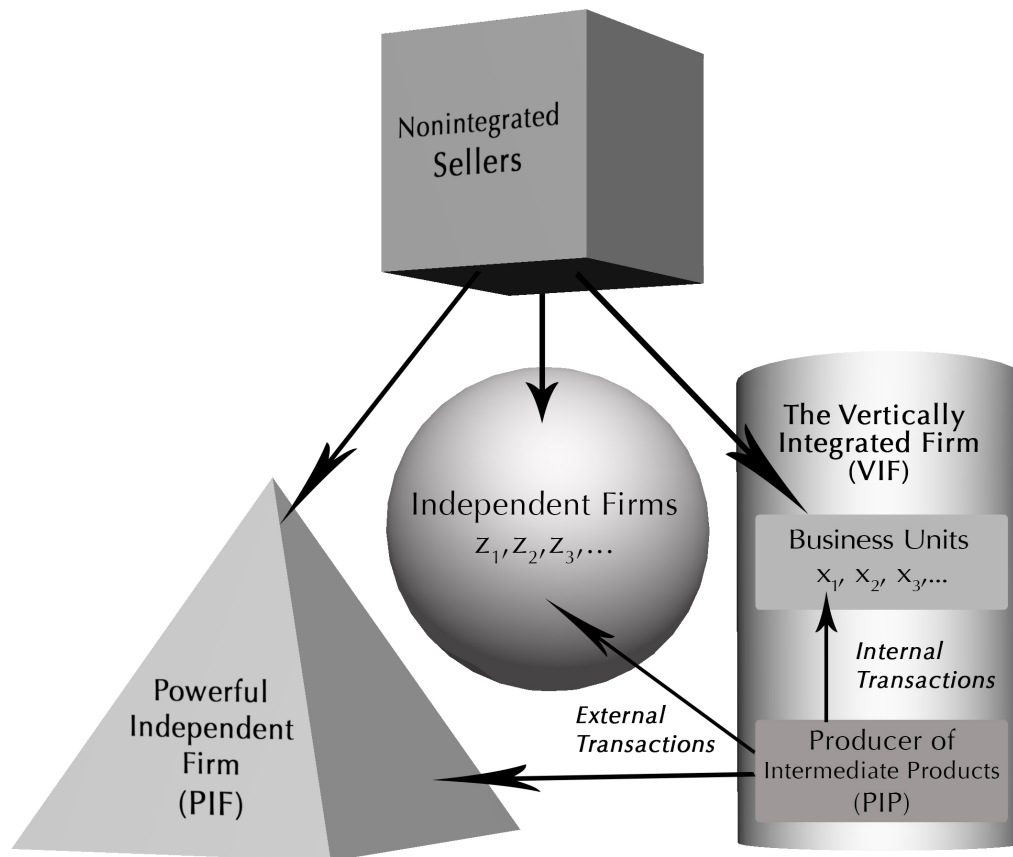 Nonintegrated
Sellers
The Vertically
Integrated Firm
(VIF)
Independent Firms
z₁,z₂,z₃,...
Business Units
x₁, x₂, x₃,...
Internal
Transactions
Powerful
Independent
Firm
(PIF)
External
Transactions
Producer of
Intermediate Products
(PIP)